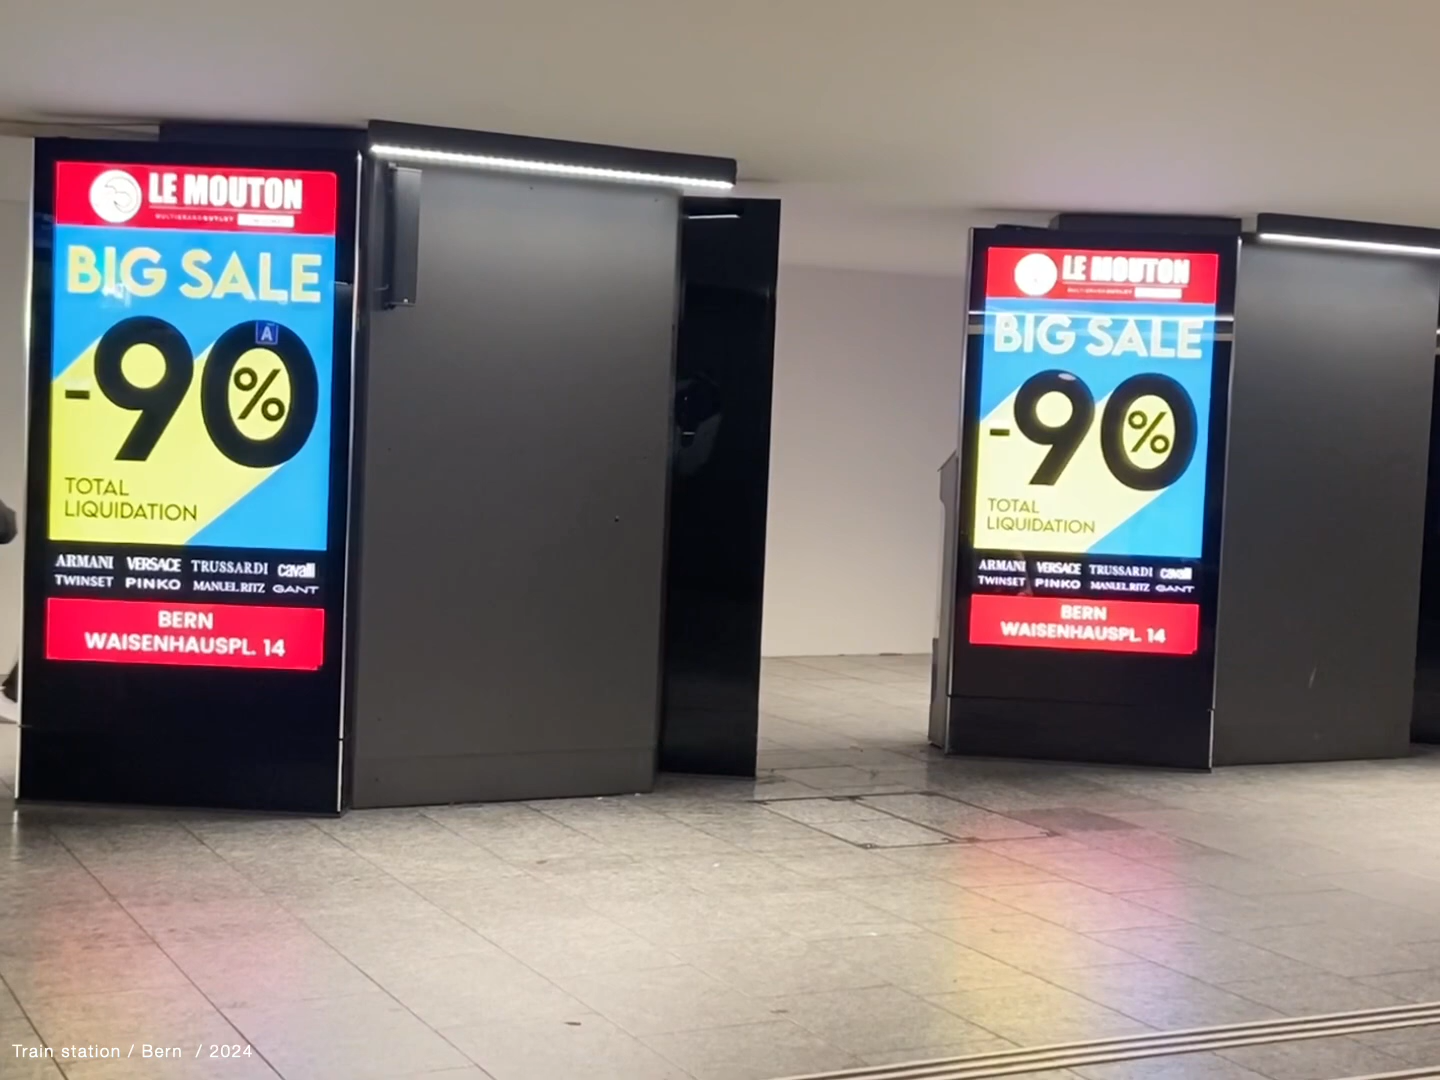 LE MOUTON
MULTIBRAND OUTLET
BIG SALE
-90%
A
TOTAL
LIQUIDATION
ARMANI VERSACE TRUSSARDI cavalli
TWINSET PINKO MANUEL RITZ GANT
BERN
WAISENHAUSPL. 14
LE MOUTON
BIG SALE
-90%
TOTAL
LIQUIDATION
ARMANI VERSACE TRUSSARDI cavalli
TWINSET PINKO MANUEL RITZ GANT
BERN
WAISENHAUSPL. 14
Train station / Bern / 2024